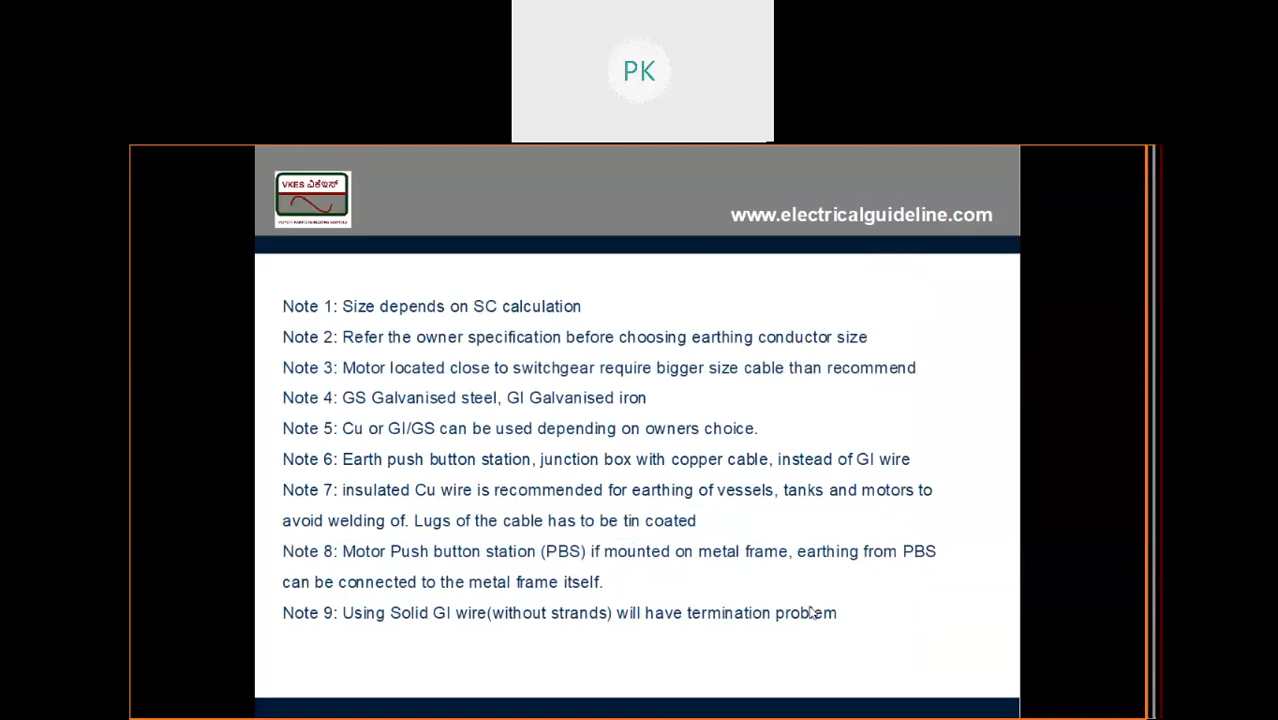 PK
VKES ವಿಕೆಇಎಸ್
www.electricalguideline.com
Note 1: Size depends on SC calculation
Note 2: Refer the owner specification before choosing earthing conductor size
Note 3: Motor located close to switchgear require bigger size cable than recommend
Note 4: GS Galvanised steel, GI Galvanised iron
Note 5: Cu or GI/GS can be used depending on owners choice.
Note 6: Earth push button station, junction box with copper cable, instead of GI wire
Note 7: insulated Cu wire is recommended for earthing of vessels, tanks and motors to
avoid welding of. Lugs of the cable has to be tin coated
Note 8: Motor Push button station (PBS) if mounted on metal frame, earthing from PBS
can be connected to the metal frame itself.
Note 9: Using Solid GI wire(without strands) will have termination problem